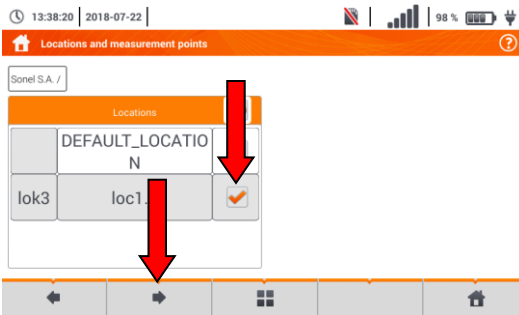 13:38:20 2018-07-22 98 %
Locations and measurement points
Sonel S.A. /
Locations
DEFAULT_LOCATIO
N
lok3 loc1.